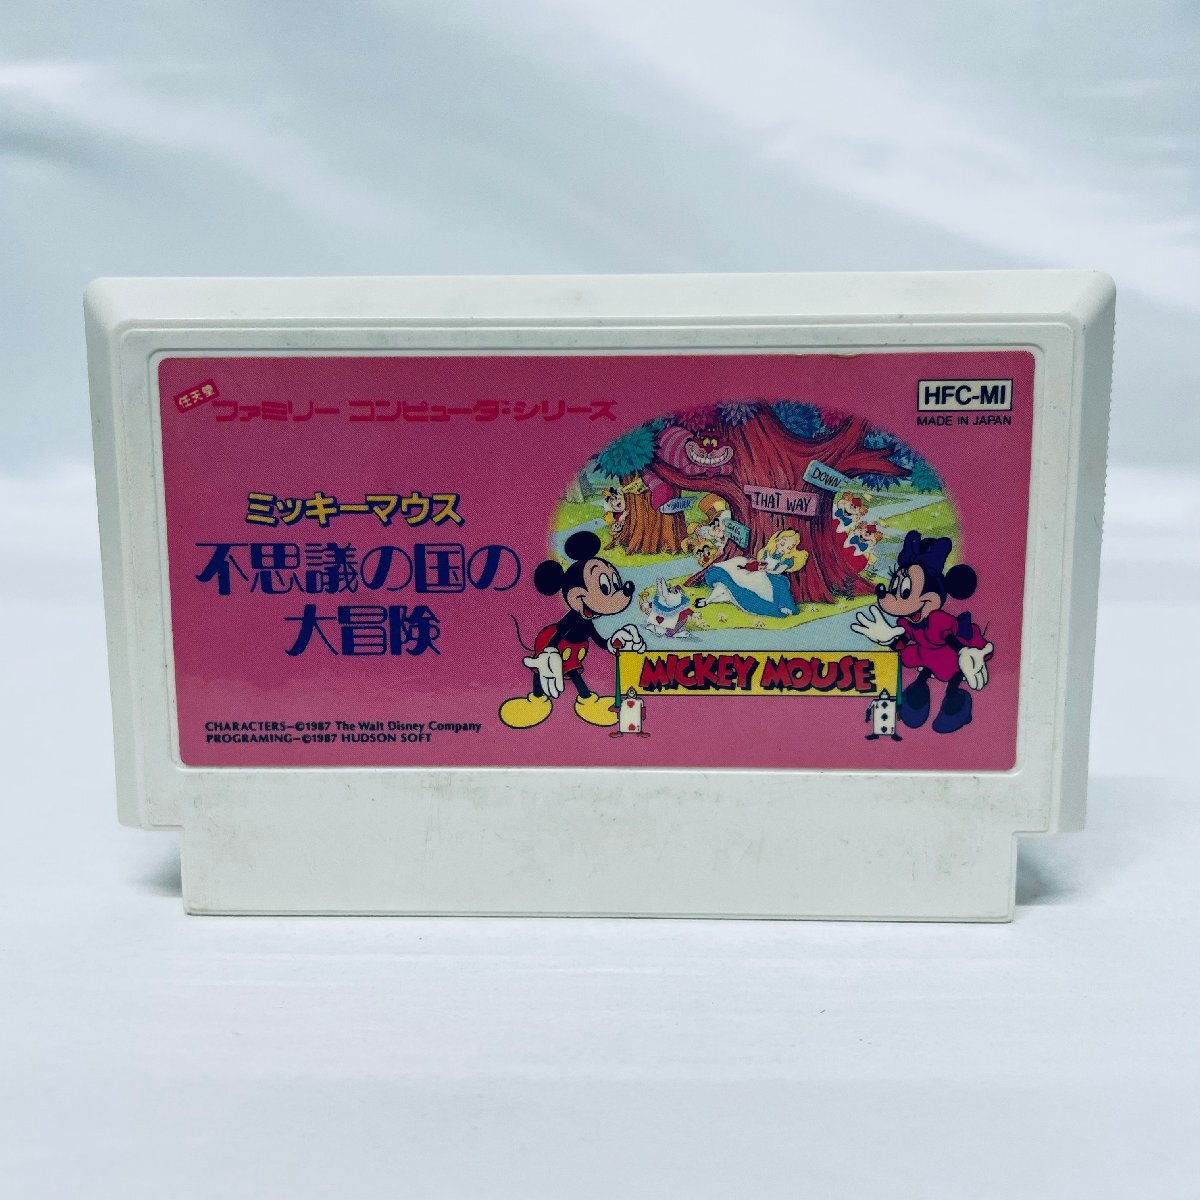 任天堂
ファミリー コンピュータ・シリーズ
HFC-MI
MADE IN JAPAN
ミッキーマウス
不思議の国の
大冒険
DOWN
THAT WAY
YONDER
MICKEY MOUSE
CHARACTERS—©1987 The Walt Disney Company
PROGRAMING—©1987 HUDSON SOFT